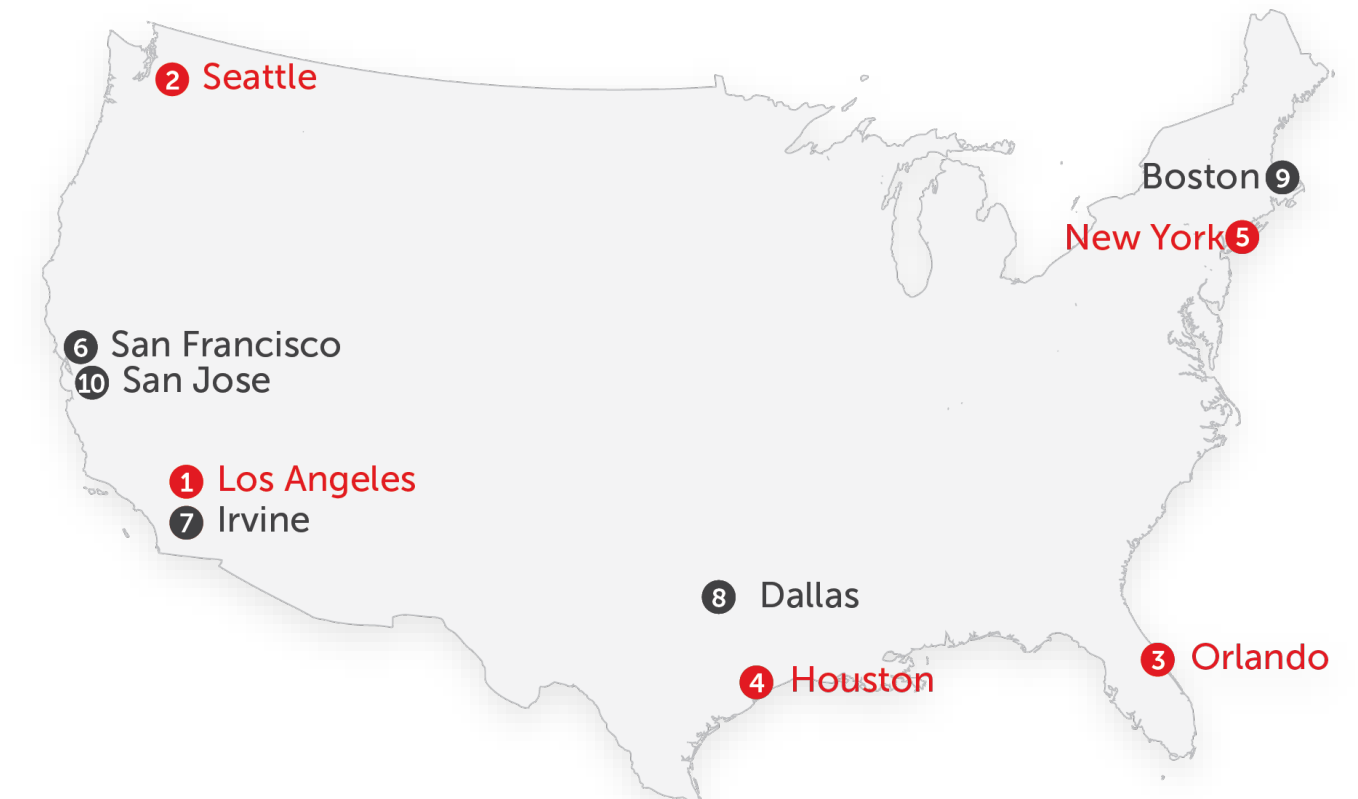 2 Seattle
Boston 9
New York 5
6 San Francisco
10 San Jose
1 Los Angeles
7 Irvine
8 Dallas
3 Orlando
4 Houston